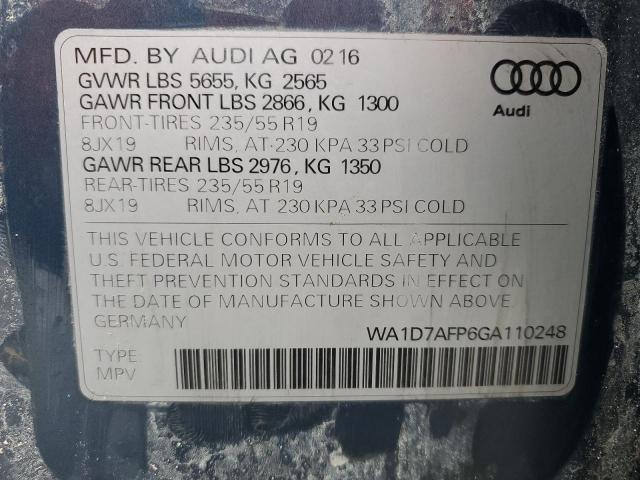 MFD. BY AUDI AG 02 16
GVWR LBS 5655, KG 2565
GAWR FRONT LBS 2866, KG 1300
FRONT-TIRES 235/55 R19
8JX19 RIMS, AT 230 KPA 33 PSI COLD
GAWR REAR LBS 2976, KG 1350
REAR-TIRES 235/55 R19
8JX19 RIMS, AT 230 KPA 33 PSI COLD
Audi
THIS VEHICLE CONFORMS TO ALL APPLICABLE
U.S. FEDERAL MOTOR VEHICLE SAFETY AND
THEFT PREVENTION STANDARDS IN EFFECT ON
THE DATE OF MANUFACTURE SHOWN ABOVE.
GERMANY
WA1D7AFP6GA110248
TYPE:
MPV